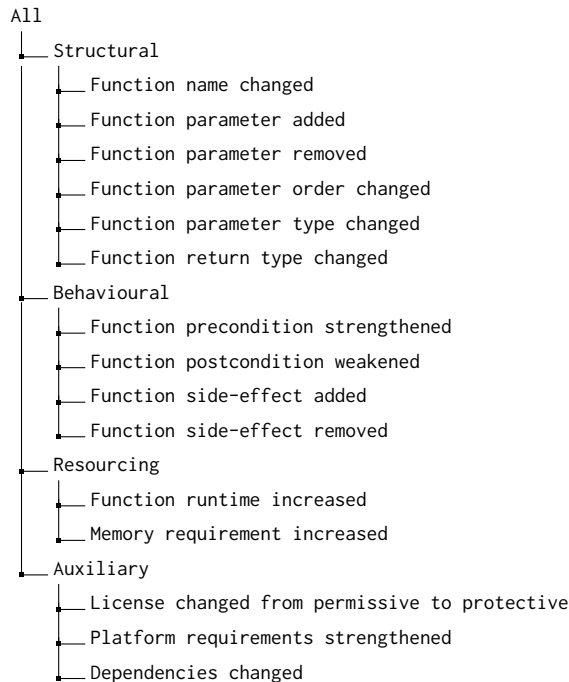 All
Structural
Function name changed
Function parameter added
Function parameter removed
Function parameter order changed
Function parameter type changed
Function return type changed
Behavioural
Function precondition strengthened
Function postcondition weakened
Function side-effect added
Function side-effect removed
Resourcing
Function runtime increased
Memory requirement increased
Auxiliary
License changed from permissive to protective
Platform requirements strengthened
Dependencies changed